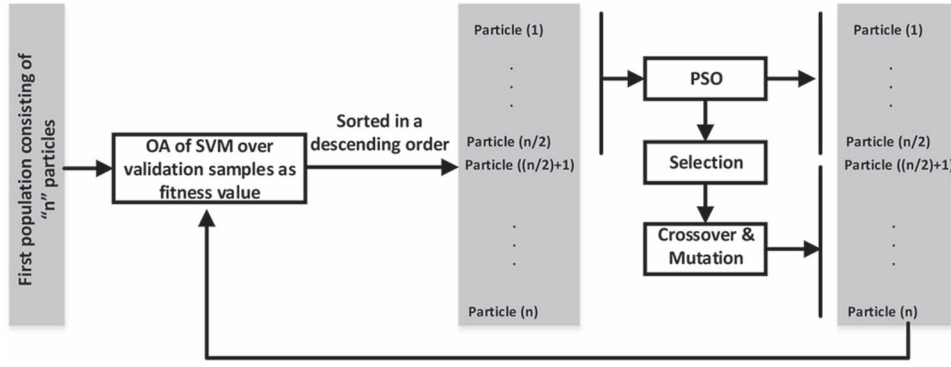 First population consisting of
"n" particles
OA of SVM over
validation samples as
fitness value
Sorted in a
descending order
Particle (1)
.
.
.
Particle (n/2)
Particle ((n/2)+1)
.
.
.
Particle (n)
PSO
Selection
Crossover &
Mutation
Particle (1)
.
.
.
Particle (n/2)
Particle ((n/2)+1)
.
.
.
Particle (n)